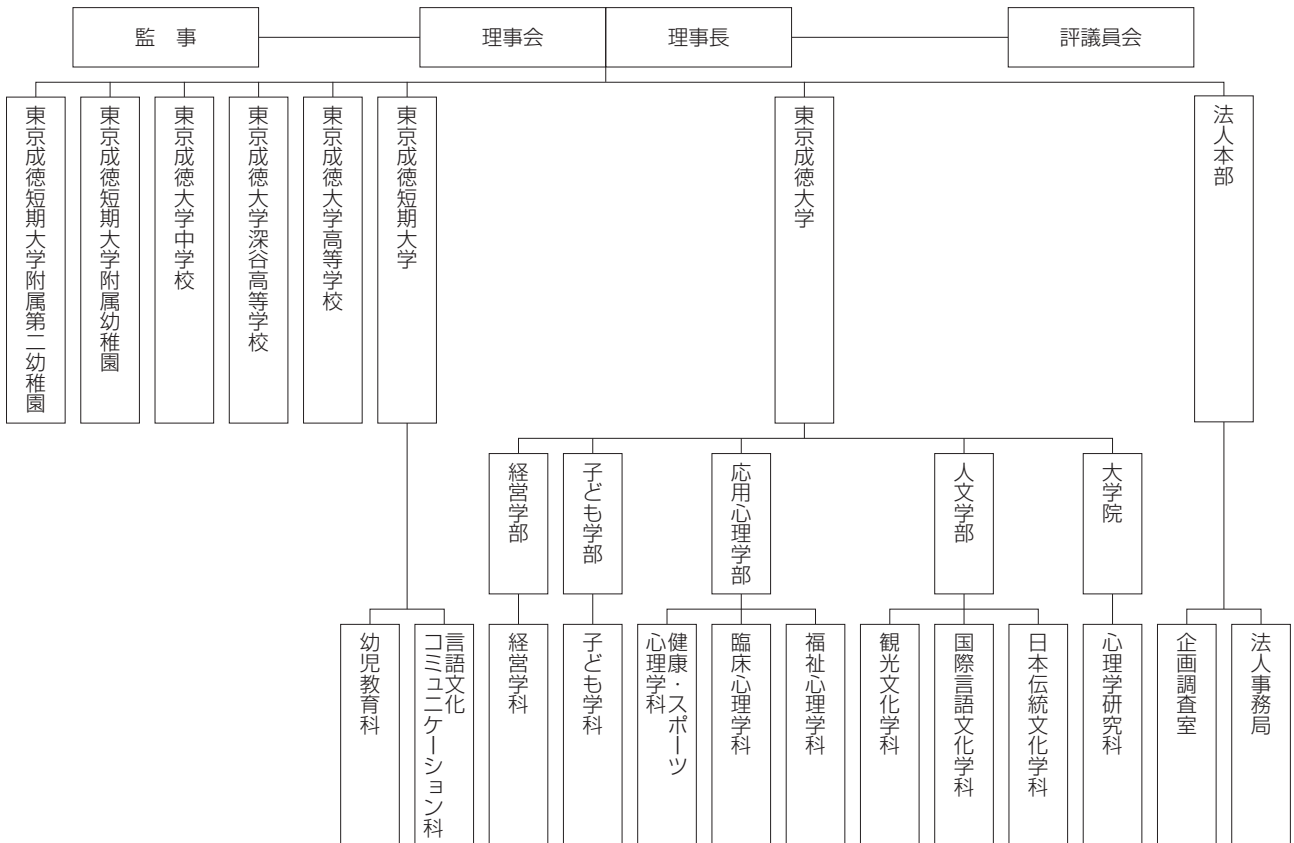 監　事
理事会
理事長
評議員会
法人本部
東京成徳大学
東京成徳短期大学
東京成徳大学高等学校
東京成徳大学深谷高等学校
東京成徳大学中学校
東京成徳短期大学附属幼稚園
東京成徳短期大学附属第二幼稚園
大学院
人文学部
応用心理学部
子ども学部
経営学部
法人事務局
企画調査室
心理学研究科
日本伝統文化学科
国際言語文化学科
観光文化学科
福祉心理学科
臨床心理学科
健康・スポーツ
心理学科
子ども学科
経営学科
言語文化
コミュニケーション科
幼児教育科